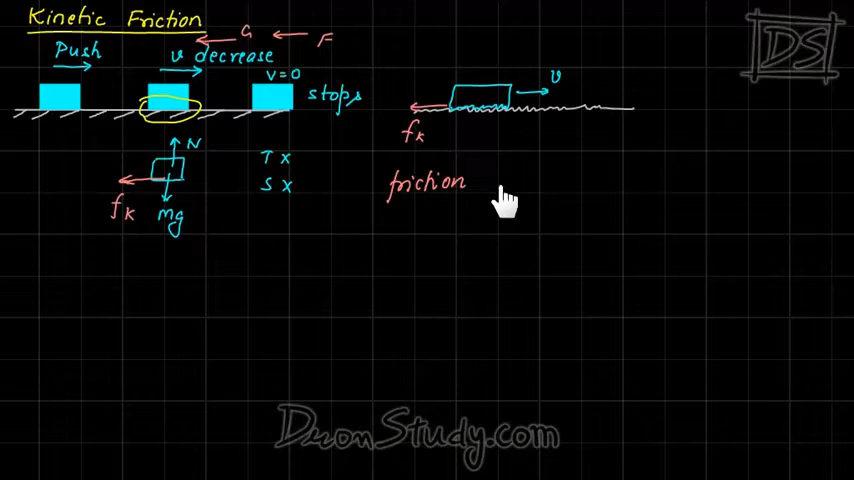 Kinetic Friction
a
F
Push
v decrease
v=0
stops
v
fK
N
T x
S x
fK
mg
friction
DS
DronStudy.com